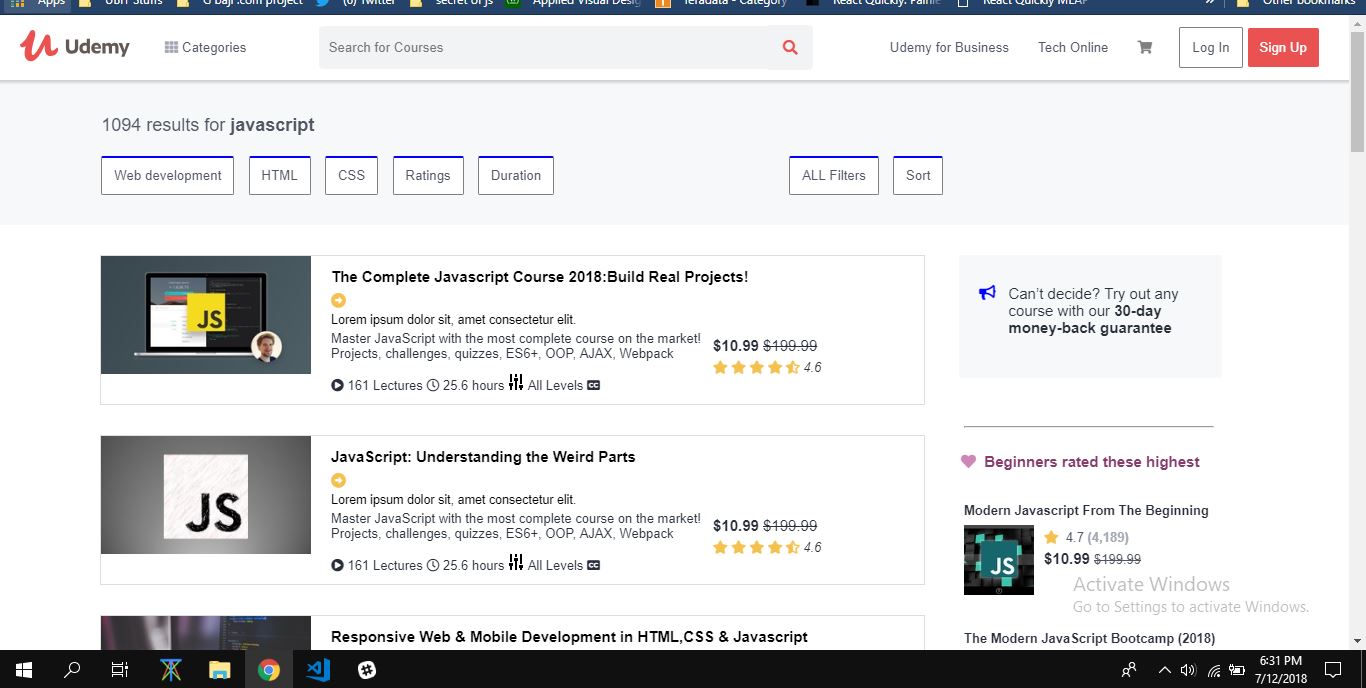 Apps
UBIT Stuffs
G baji .com project
(6) Twitter
secret of js
Applied Visual Desig
Teradata - Category
React Quickly: Painle
React Quickly MEAP
»
Other bookmarks
Udemy
Categories
Search for Courses
Udemy for Business
Tech Online
Log In
Sign Up
1094 results for javascript
Web development
HTML
CSS
Ratings
Duration
ALL Filters
Sort
The Complete Javascript Course 2018:Build Real Projects!
Lorem ipsum dolor sit, amet consectetur elit.
Master JavaScript with the most complete course on the market!
Projects, challenges, quizzes, ES6+, OOP, AJAX, Webpack
$10.99 $199.99
4.6
161 Lectures 25.6 hours All Levels CC
JS
Can't decide? Try out any
course with our 30-day
money-back guarantee
JavaScript: Understanding the Weird Parts
Lorem ipsum dolor sit, amet consectetur elit.
Master JavaScript with the most complete course on the market!
Projects, challenges, quizzes, ES6+, OOP, AJAX, Webpack
$10.99 $199.99
4.6
161 Lectures 25.6 hours All Levels CC
JS
Beginners rated these highest
Modern Javascript From The Beginning
JS
4.7 (4,189)
$10.99 $199.99
Responsive Web & Mobile Development in HTML,CSS & Javascript
The Modern JavaScript Bootcamp (2018)
Activate Windows
Go to Settings to activate Windows.
6:31 PM
7/12/2018